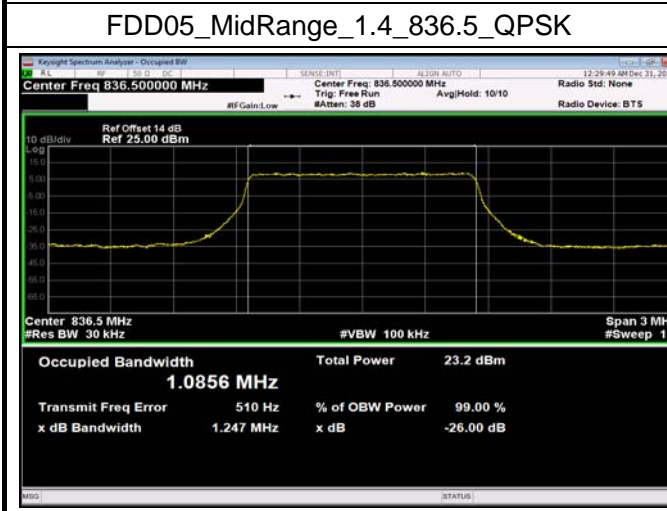 FDD05_MidRange_1.4_836.5_QPSK
Keysight Spectrum Analyzer - Occupied BW
RL RF 50 Ω DC SENSE:INT ALIGN AUTO 12:29:49 AM Dec 31, 20
Center Freq 836.500000 MHz Center Freq: 836.500000 MHz Radio Std: None
Trig: Free Run Avg|Hold: 10/10
#IFGain:Low #Atten: 38 dB Radio Device: BTS
Ref Offset 14 dB
10 dB/div Ref 25.00 dBm
Log
15.0
5.00
-5.00
-15.0
-25.0
-35.0
-45.0
-55.0
-65.0
Center 836.5 MHz Span 3 MH
#Res BW 30 kHz #VBW 100 kHz #Sweep 1
Occupied Bandwidth Total Power 23.2 dBm
1.0856 MHz
Transmit Freq Error 510 Hz % of OBW Power 99.00 %
x dB Bandwidth 1.247 MHz x dB -26.00 dB
MSG STATUS